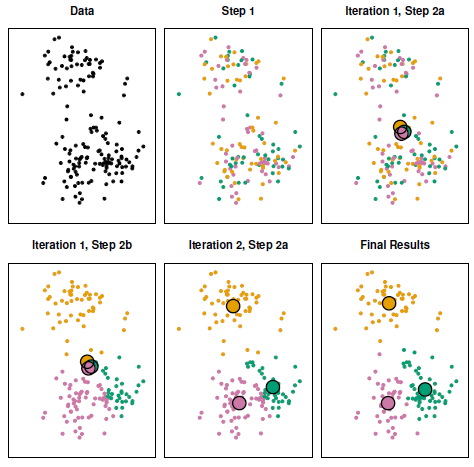 Data
Step 1
Iteration 1, Step 2a
Iteration 1, Step 2b
Iteration 2, Step 2a
Final Results